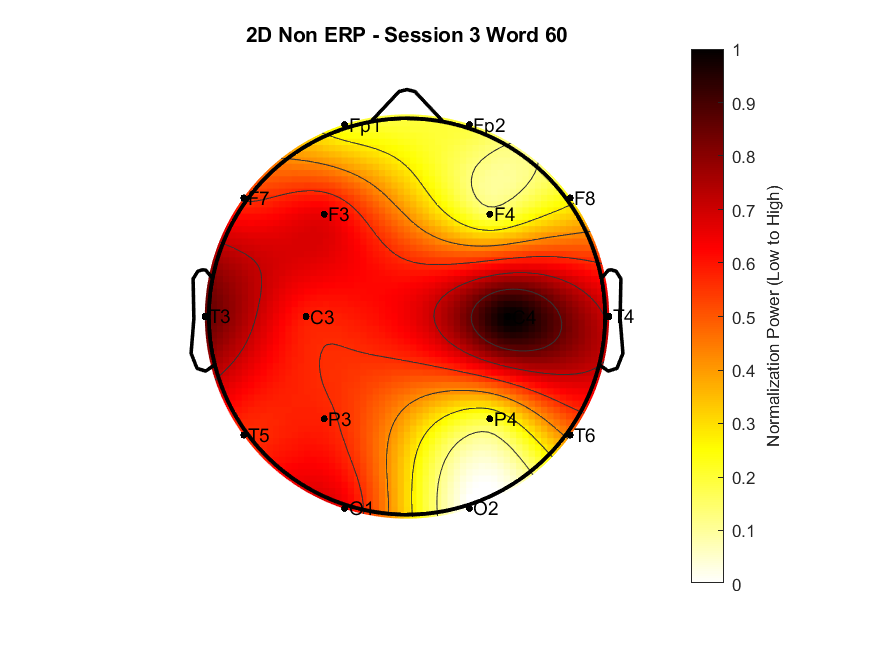 2D Non ERP - Session 3 Word 60
Fp1 Fp2
F7 F8
F3 F4
T3 C3 T4
P3 P4
T5 T6
O1 O2
1
0.9
0.8
0.7
0.6
0.5
0.4
0.3
0.2
0.1
0
Normalization Power (Low to High)